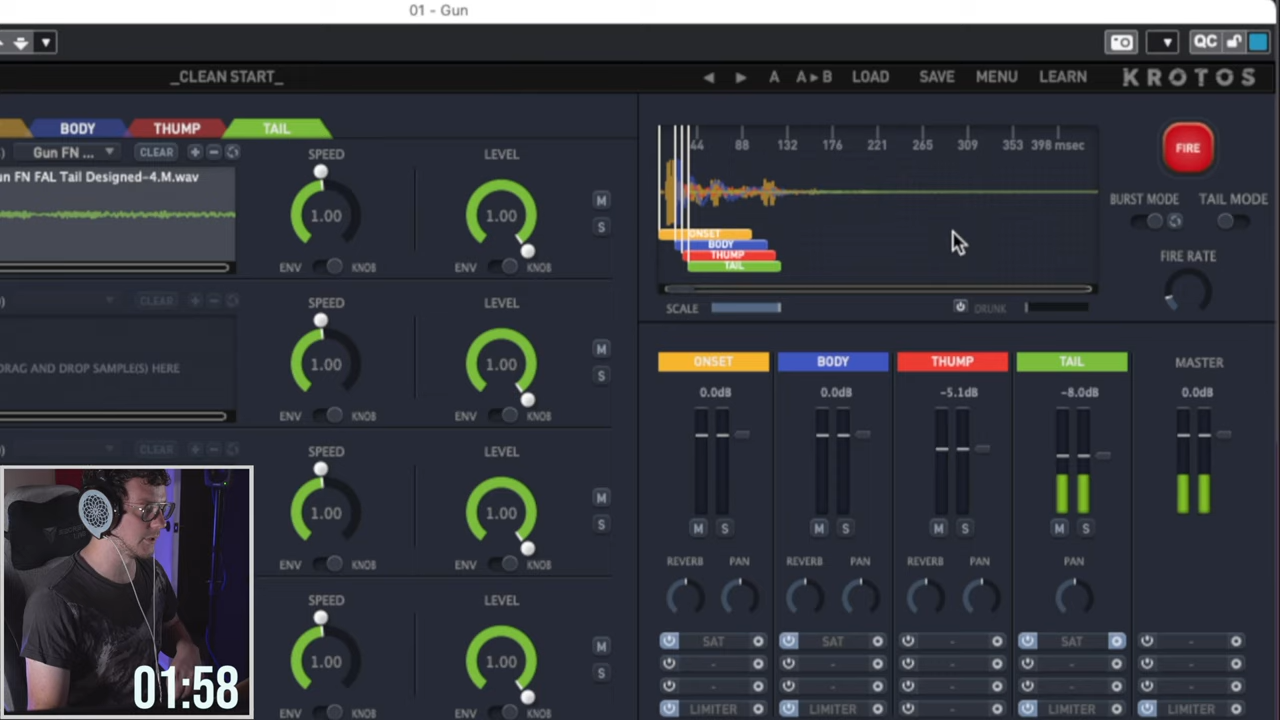 01 - Gun
QC
_CLEAN START_
A
A▸B
LOAD
SAVE
MENU
LEARN
KROTOS
BODY
THUMP
TAIL
Gun FN ...
CLEAR
un FN FAL Tail Designed-4.M.wav
SPEED
1.00
ENV
KNOB
LEVEL
1.00
ENV
KNOB
M
S
CLEAR
DRAG AND DROP SAMPLE(S) HERE
SPEED
1.00
ENV
KNOB
LEVEL
1.00
ENV
KNOB
M
S
CLEAR
SPEED
1.00
ENV
KNOB
LEVEL
1.00
ENV
KNOB
M
S
SPEED
1.00
ENV
KNOB
LEVEL
1.00
ENV
KNOB
M
S
01:58
44 88 132 176 221 265 309 353 398 msec
ONSET
BODY
THUMP
TAIL
SCALE
DRUNK
FIRE
BURST MODE
TAIL MODE
FIRE RATE
ONSET BODY THUMP TAIL MASTER
0.0dB 0.0dB -5.1dB -8.0dB 0.0dB
M S M S M S M S
REVERB PAN REVERB PAN REVERB PAN PAN
SAT SAT - SAT -
- - - - -
- - - - -
LIMITER LIMITER - LIMITER LIMITER